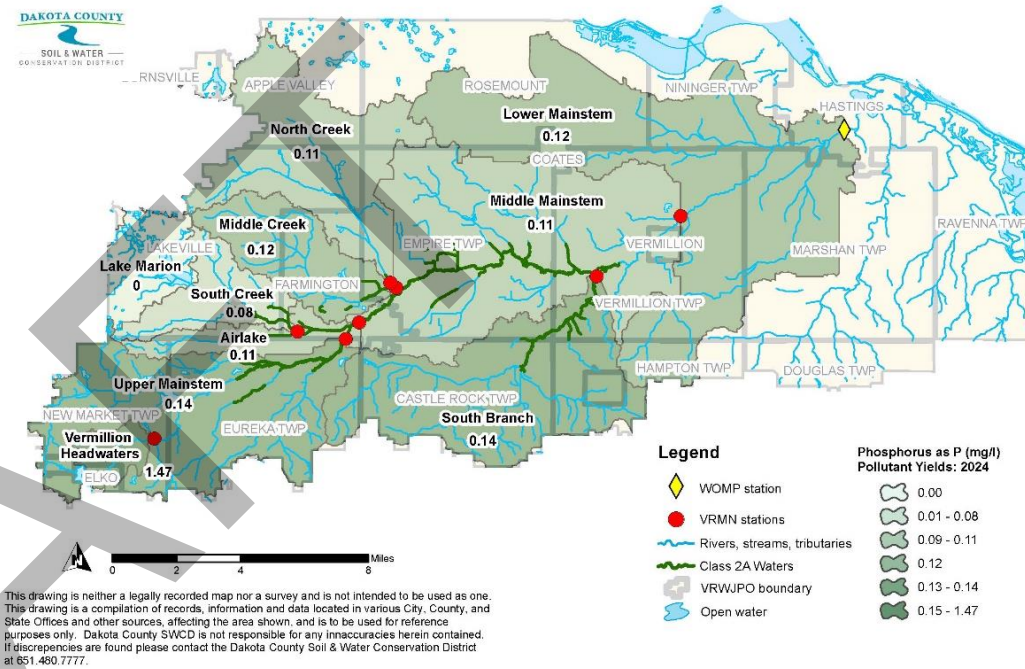 DAKOTA COUNTY
SOIL & WATER
CONSERVATION DISTRICT
RNSVILLE
APPLE VALLEY
ROSEMOUNT
NININGER TWP
HASTINGS
Lower Mainstem
0.12
North Creek
0.11
COATES
Middle Mainstem
0.11
Middle Creek
0.12
RAVENNA TWP
EMPIRE TWP
VERMILLION
MARSHAN TWP
LAKEVILLE
Lake Marion
0
FARMINGTON
South Creek
0.08
VERMILLION TWP
Airlake
0.11
HAMPTON TWP
DOUGLAS TWP
Upper Mainstem
0.14
NEW MARKET TWP
CASTLE ROCK TWP
EUREKA TWP
South Branch
0.14
Vermillion
Headwaters
1.47
ELKO
Legend
WOMP station
VRMN stations
Rivers, streams, tributaries
Class 2A Waters
VRWJPO boundary
Open water
Phosphorus as P (mg/l)
Pollutant Yields: 2024
0.00
0.01 - 0.08
0.09 - 0.11
0.12
0.13 - 0.14
0.15 - 1.47
N
Miles
0 2 4 8
This drawing is neither a legally recorded map nor a survey and is not intended to be used as one.
This drawing is a compilation of records, information and data located in various City, County, and
State Offices and other sources, affecting the area shown, and is to be used for reference
purposes only. Dakota County SWCD is not responsible for any innaccuracies herein contained.
If discrepancies are found please contact the Dakota County Soil & Water Conservation District
at 651.480.7777.